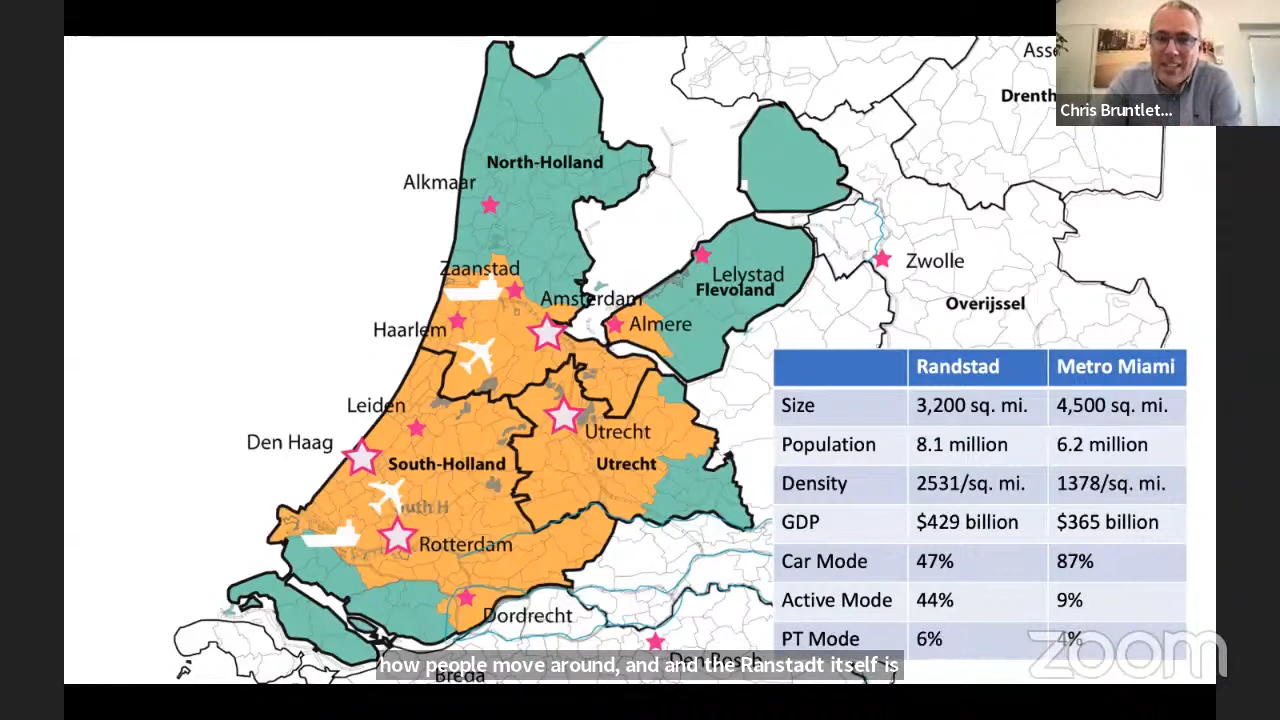 Asse
Drenth
Chris Bruntlet...
North-Holland
Alkmaar
Zaanstad
Amsterdam
Lelystad
Flevoland
Zwolle
Overijssel
Haarlem
Almere
Leiden
Den Haag
Utrecht
South-Holland
Utrecht
outh H
Rotterdam
Dordrecht
Den Bosch
Breda
Randstad Metro Miami
Size 3,200 sq. mi. 4,500 sq. mi.
Population 8.1 million 6.2 million
Density 2531/sq. mi. 1378/sq. mi.
GDP $429 billion $365 billion
Car Mode 47% 87%
Active Mode 44% 9%
PT Mode 6% 4%
zoom
how people move around, and and the Ranstadt itself is